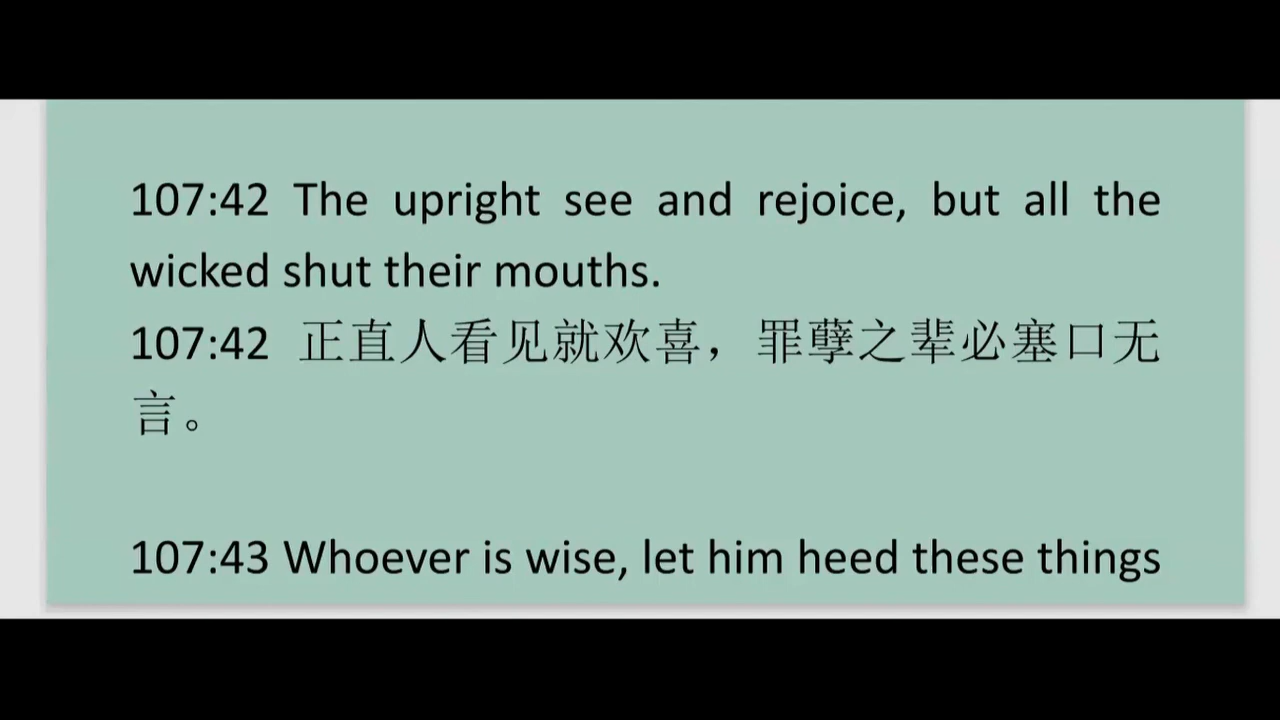 107:42 The upright see and rejoice, but all the
wicked shut their mouths.
107:42 正直人看见就欢喜，罪孽之辈必塞口无
言。
107:43 Whoever is wise, let him heed these things